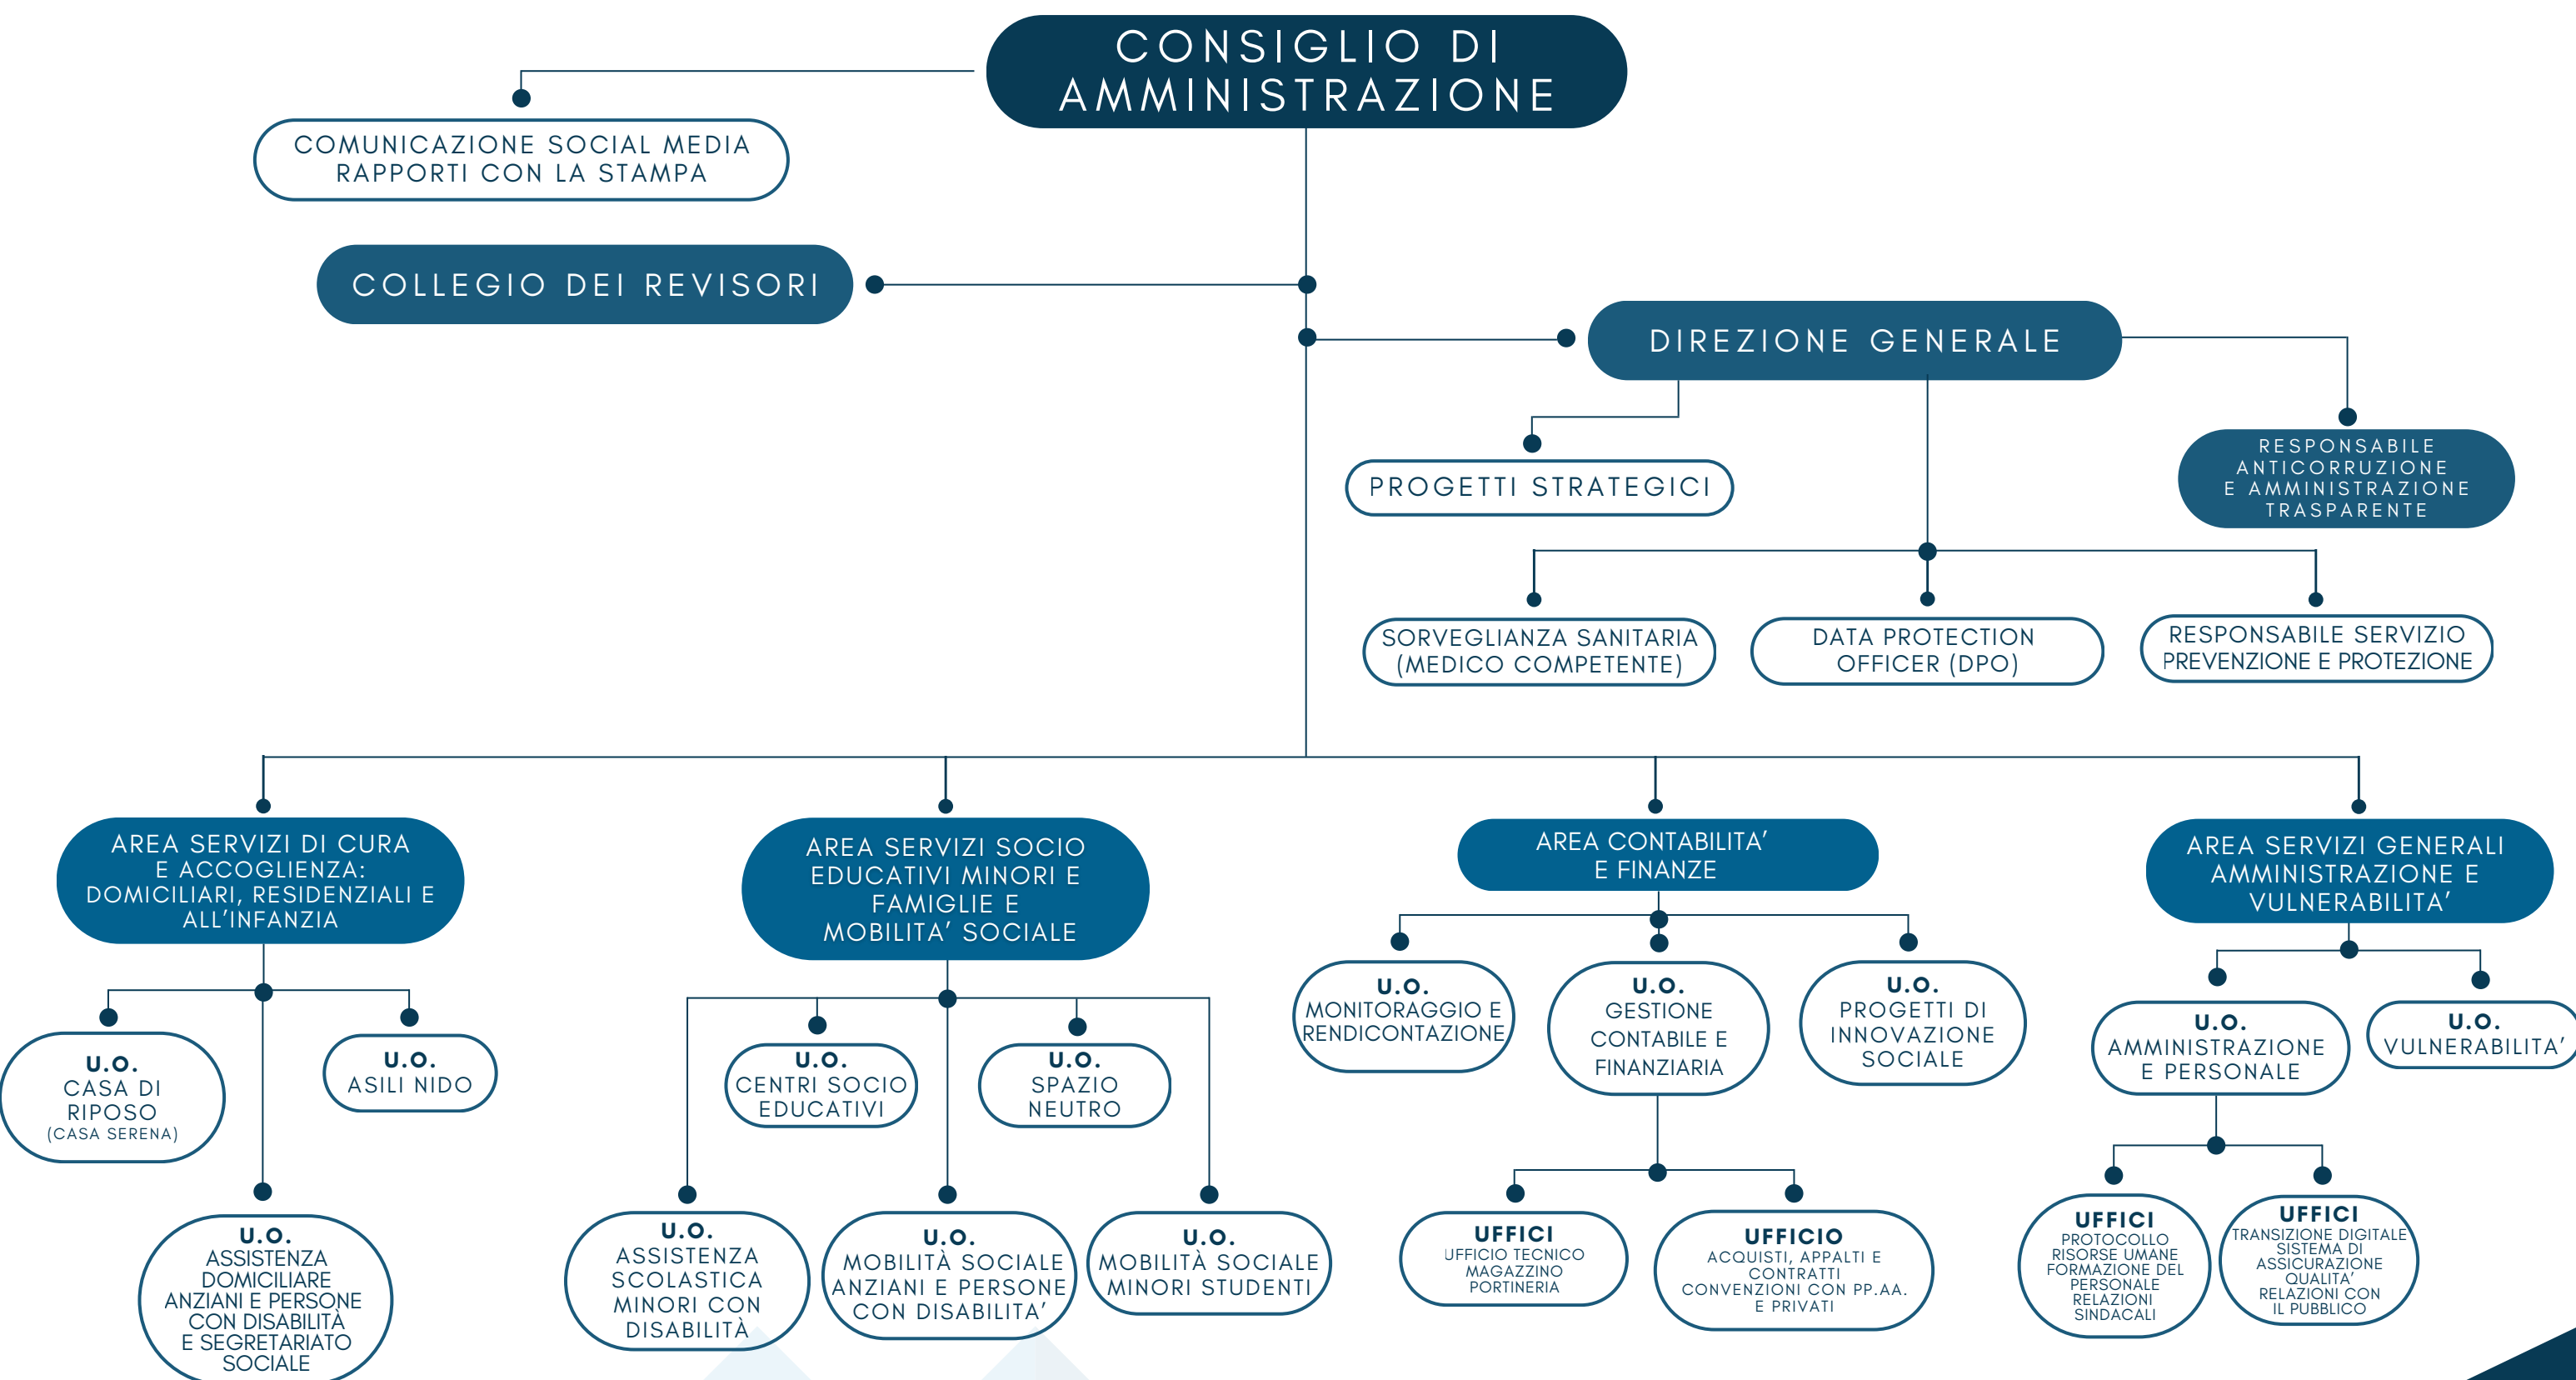 CONSIGLIO DI
AMMINISTRAZIONE
COMUNICAZIONE SOCIAL MEDIA
RAPPORTI CON LA STAMPA
COLLEGIO DEI REVISORI
DIREZIONE GENERALE
PROGETTI STRATEGICI
RESPONSABILE
ANTICORRUZIONE
E AMMINISTRAZIONE
TRASPARENTE
SORVEGLIANZA SANITARIA
(MEDICO COMPETENTE)
DATA PROTECTION
OFFICER (DPO)
RESPONSABILE SERVIZIO
PREVENZIONE E PROTEZIONE
AREA SERVIZI DI CURA
E ACCOGLIENZA:
DOMICILIARI, RESIDENZIALI E
ALL'INFANZIA
AREA SERVIZI SOCIO
EDUCATIVI MINORI E
FAMIGLIE E
MOBILITA' SOCIALE
AREA CONTABILITA'
E FINANZE
AREA SERVIZI GENERALI
AMMINISTRAZIONE E
VULNERABILITA'
U.O.
CASA DI
RIPOSO
(CASA SERENA)
U.O.
ASILI NIDO
U.O.
ASSISTENZA
DOMICILIARE
ANZIANI E PERSONE
CON DISABILITÀ
E SEGRETARIATO
SOCIALE
U.O.
CENTRI SOCIO
EDUCATIVI
U.O.
SPAZIO
NEUTRO
U.O.
ASSISTENZA
SCOLASTICA
MINORI CON
DISABILITÀ
U.O.
MOBILITÀ SOCIALE
ANZIANI E PERSONE
CON DISABILITA'
U.O.
MOBILITÀ SOCIALE
MINORI STUDENTI
U.O.
MONITORAGGIO E
RENDICONTAZIONE
U.O.
GESTIONE
CONTABILE E
FINANZIARIA
U.O.
PROGETTI DI
INNOVAZIONE
SOCIALE
UFFICI
UFFICIO TECNICO
MAGAZZINO
PORTINERIA
UFFICIO
ACQUISTI, APPALTI E
CONTRATTI
CONVENZIONI CON PP.AA.
E PRIVATI
U.O.
AMMINISTRAZIONE
E PERSONALE
U.O.
VULNERABILITA'
UFFICI
PROTOCOLLO
RISORSE UMANE
FORMAZIONE DEL
PERSONALE
RELAZIONI
SINDACALI
UFFICI
TRANSIZIONE DIGITALE
SISTEMA DI
ASSICURAZIONE
QUALITA'
RELAZIONI CON
IL PUBBLICO